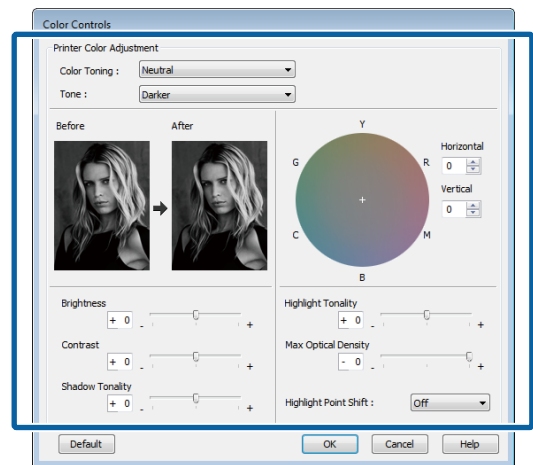 Color Controls
Printer Color Adjustment
Color Toning : Neutral
Tone : Darker
Before After
Y
G R
C M
B
Horizontal
0
Vertical
0
Brightness
+ 0 - +
Contrast
+ 0 - +
Shadow Tonality
+ 0 - +
Highlight Tonality
+ 0 - +
Max Optical Density
- 0 - +
Highlight Point Shift : Off
Default OK Cancel Help